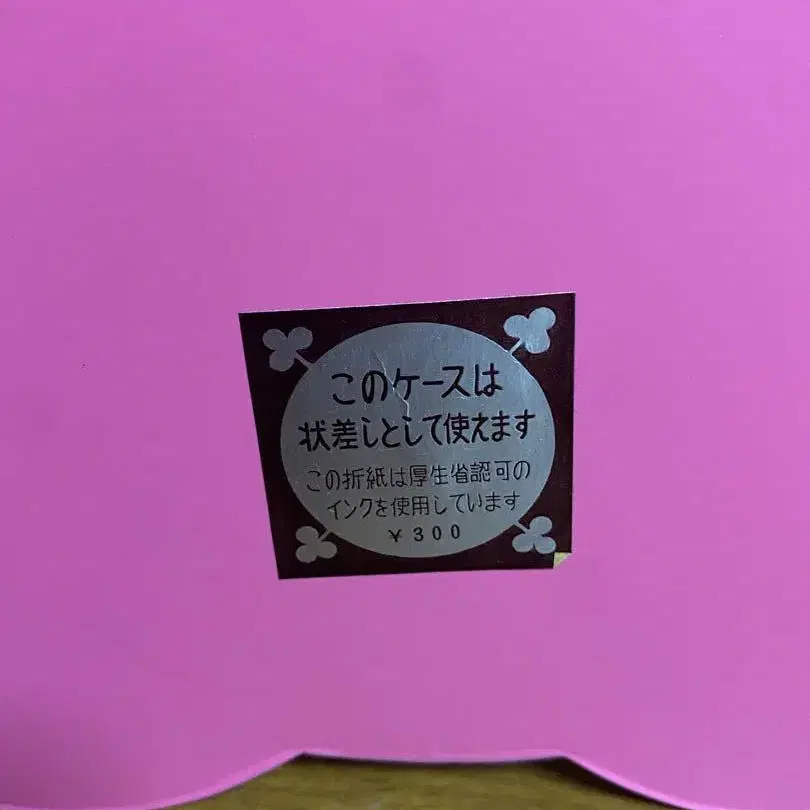 このケースは
状差しとして使えます
この折紙は厚生省認可の
インクを使用しています
¥300